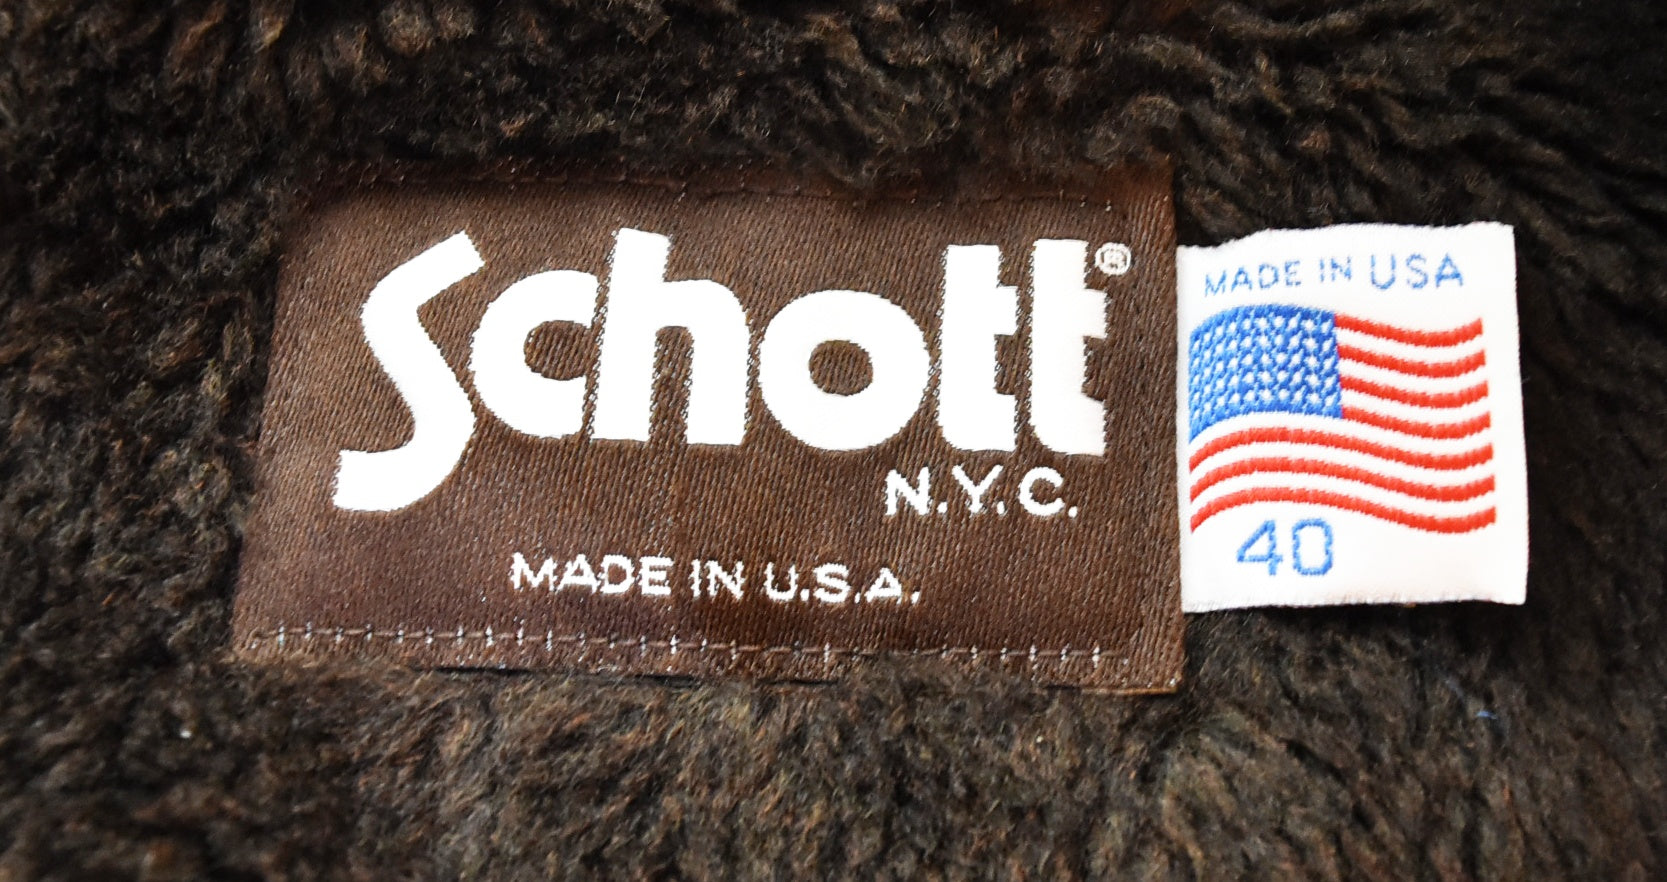 Schott®
N.Y.C.
MADE IN U.S.A.
MADE IN USA
40